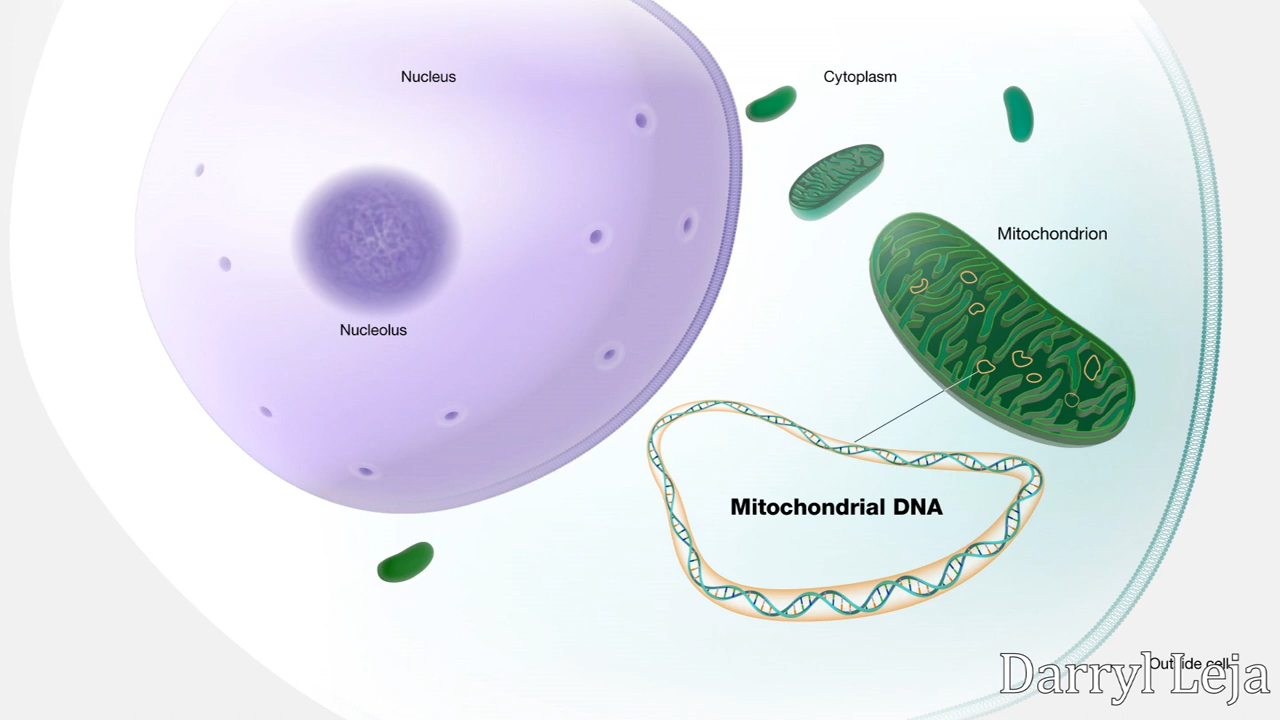 Nucleus
Cytoplasm
Mitochondrion
Nucleolus
Mitochondrial DNA
Outside cell
Darryl Leja